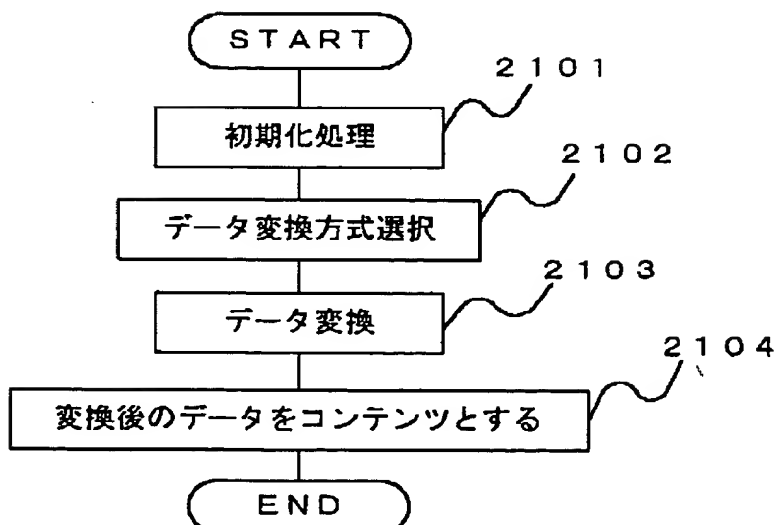 START
2101
初期化処理
2102
データ変換方式選択
2103
データ変換
2104
変換後のデータをコンテンツとする
END